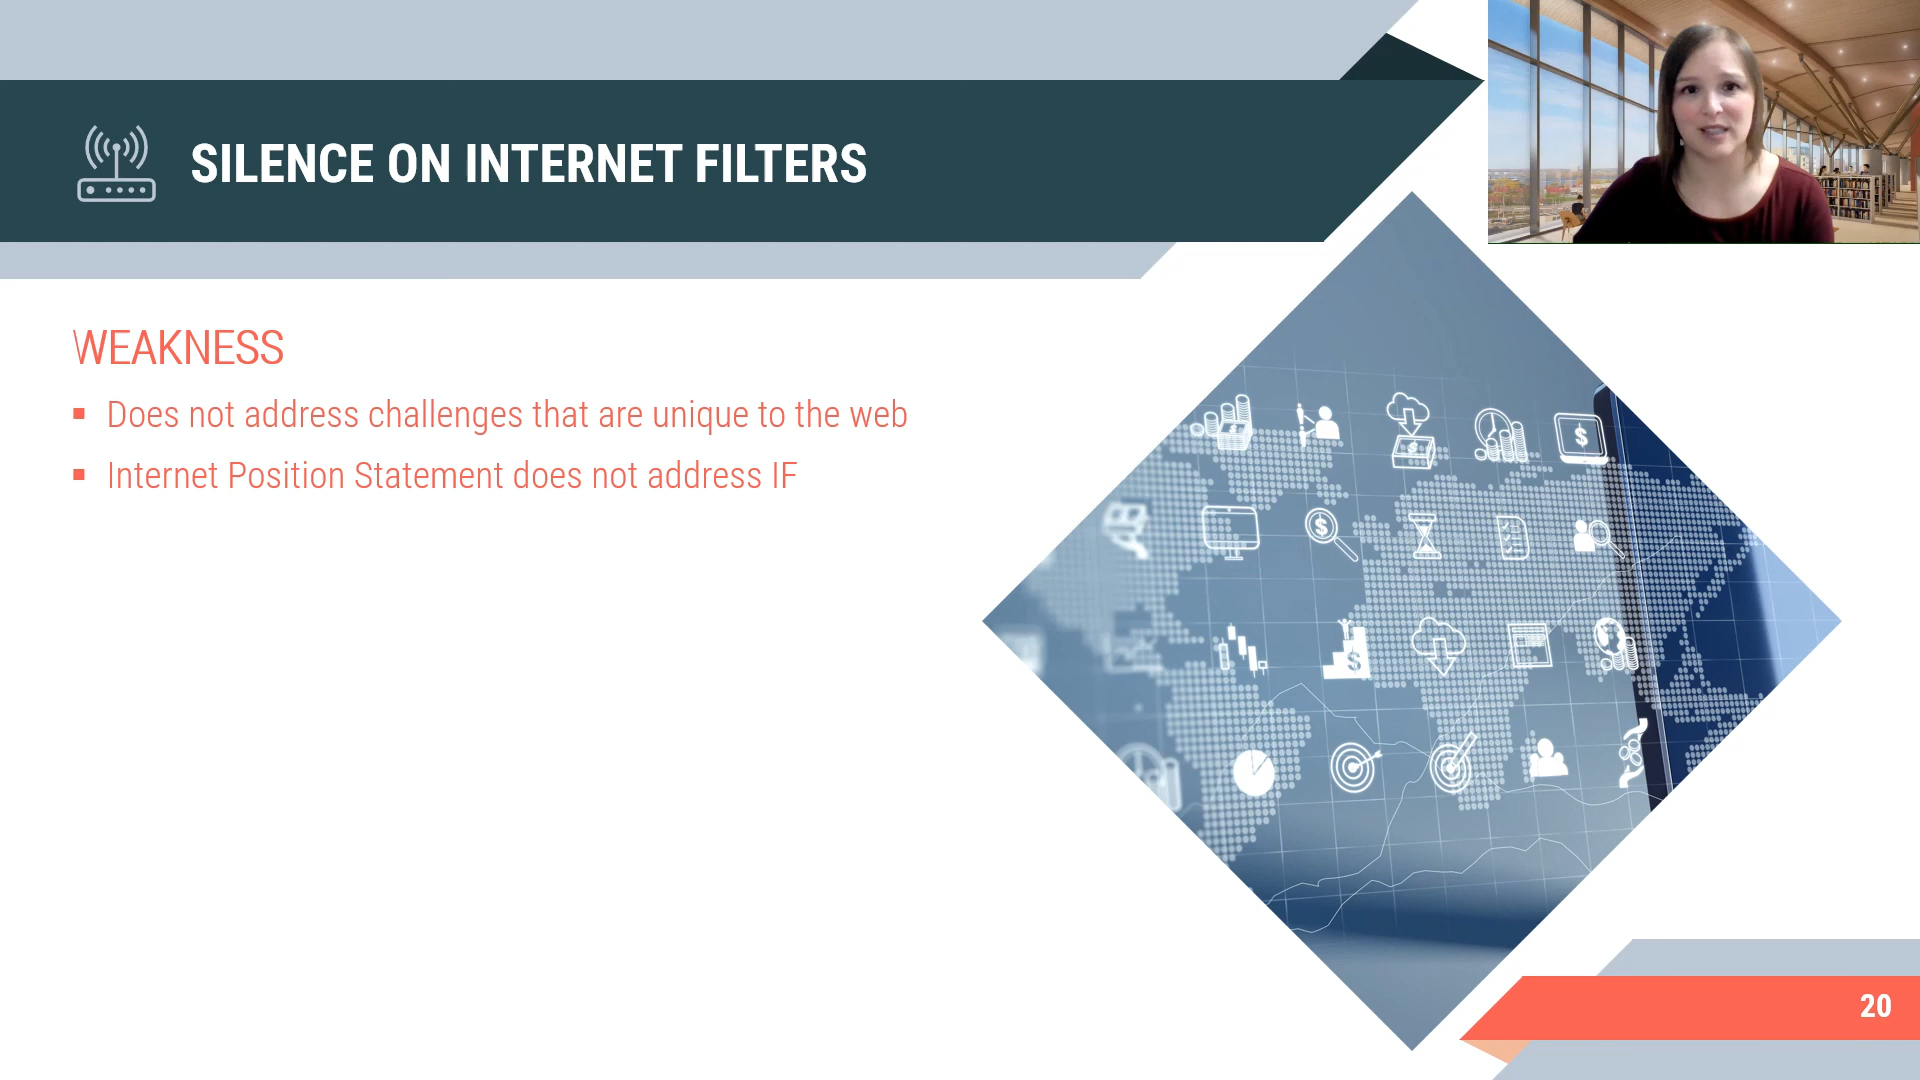 SILENCE ON INTERNET FILTERS
WEAKNESS
Does not address challenges that are unique to the web
Internet Position Statement does not address IF
20